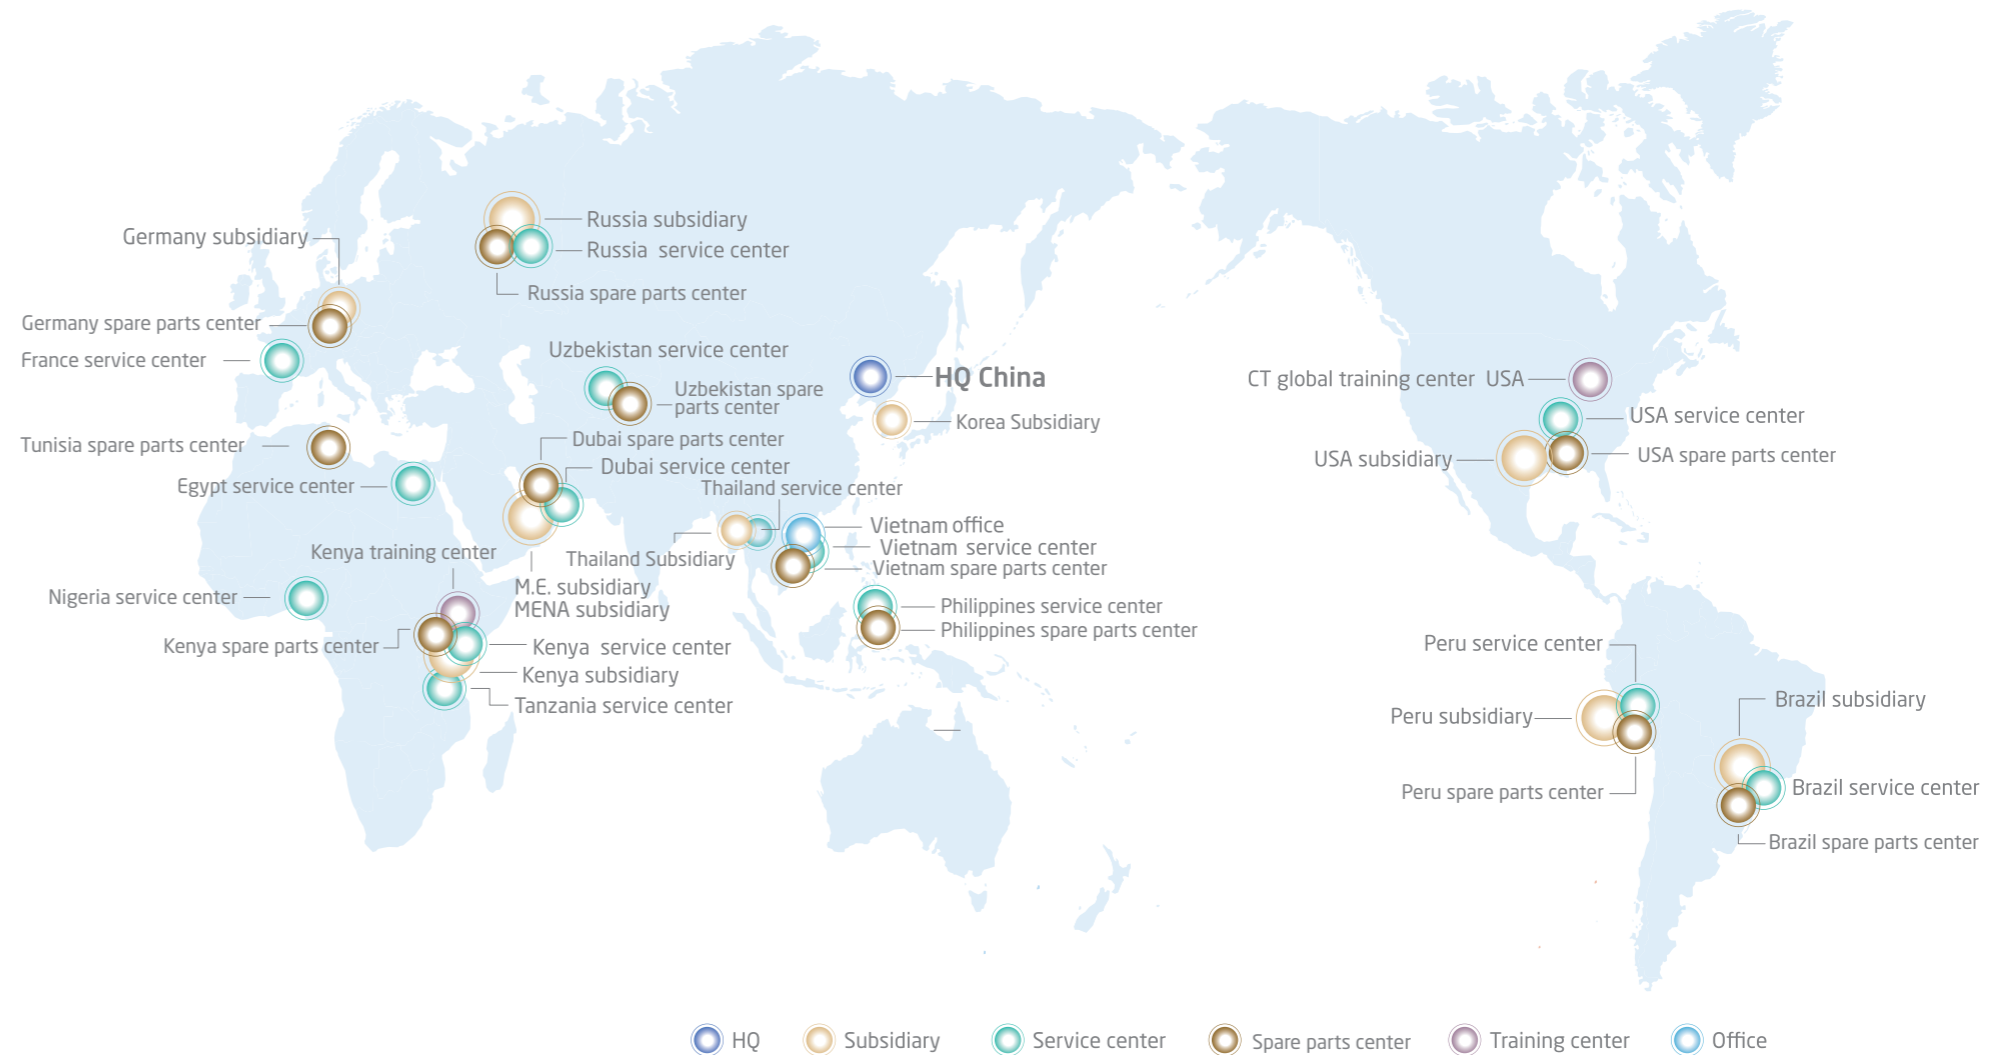 Russia subsidiary
Russia service center
Russia spare parts center
Germany subsidiary
Germany spare parts center
France service center
Uzbekistan service center
Uzbekistan spare
parts center
HQ China
Korea Subsidiary
Tunisia spare parts center
Egypt service center
Dubai spare parts center
Dubai service center
Thailand service center
Thailand Subsidiary
Vietnam office
Vietnam service center
Vietnam spare parts center
M.E. subsidiary
MENA subsidiary
Kenya training center
Nigeria service center
Kenya spare parts center
Kenya service center
Kenya subsidiary
Tanzania service center
Philippines service center
Philippines spare parts center
CT global training center USA
USA service center
USA subsidiary
USA spare parts center
Peru service center
Peru subsidiary
Peru spare parts center
Brazil subsidiary
Brazil service center
Brazil spare parts center
HQ
Subsidiary
Service center
Spare parts center
Training center
Office